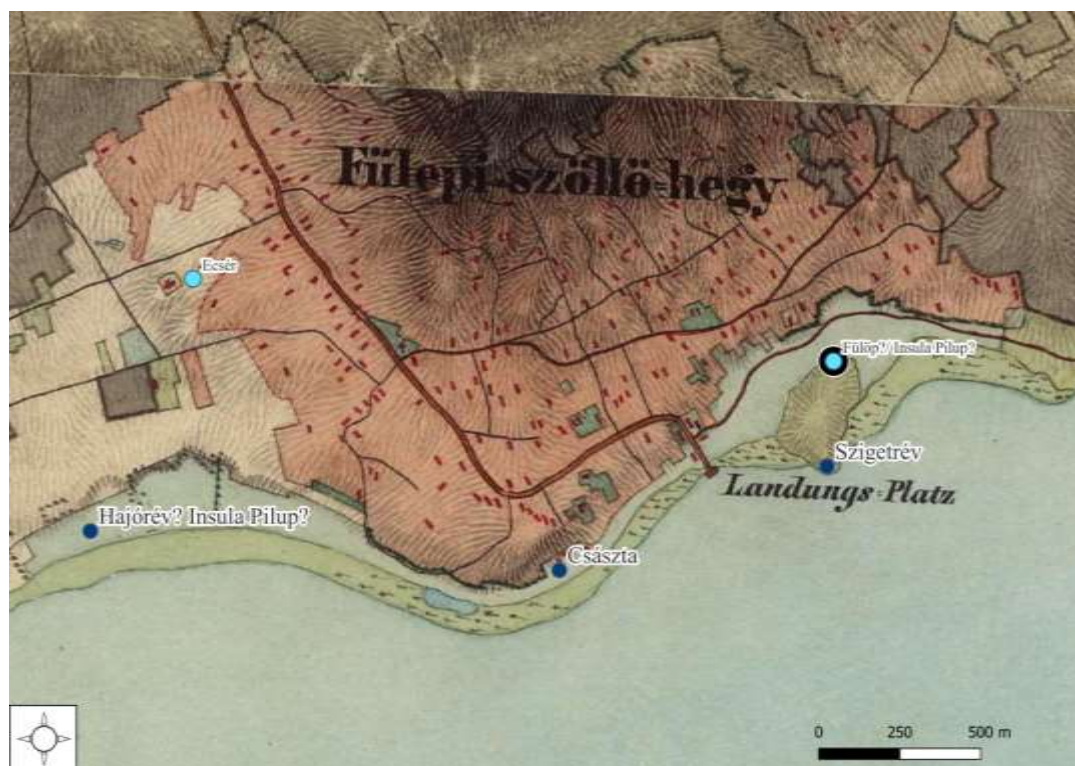 Fülepi-szöllö-hegy
Ecsér
Fülöp?/ Insula Pilup?
Szigetrév
Landungs-Platz
Hajórév? Insula Pilup?
Császta
0 250 500 m